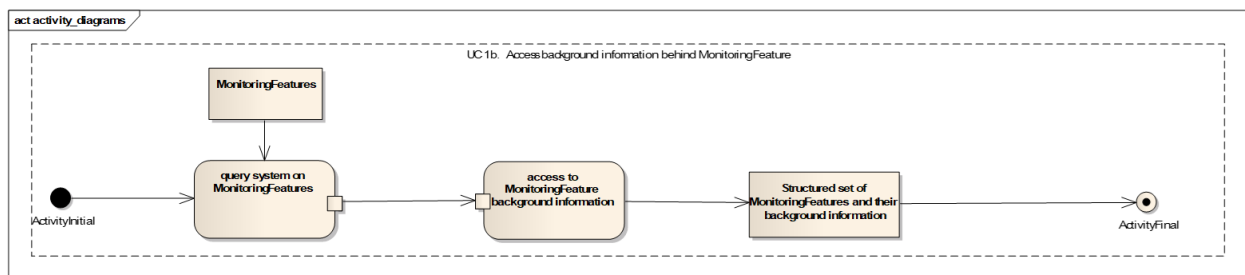 act activity_diagrams
UC 1b. Access background information behind MonitoringFeature
MonitoringFeatures
query system on
MonitoringFeatures
access to
MonitoringFeature
background information
Structured set of
MonitoringFeatures and their
background information
ActivityInitial
ActivityFinal